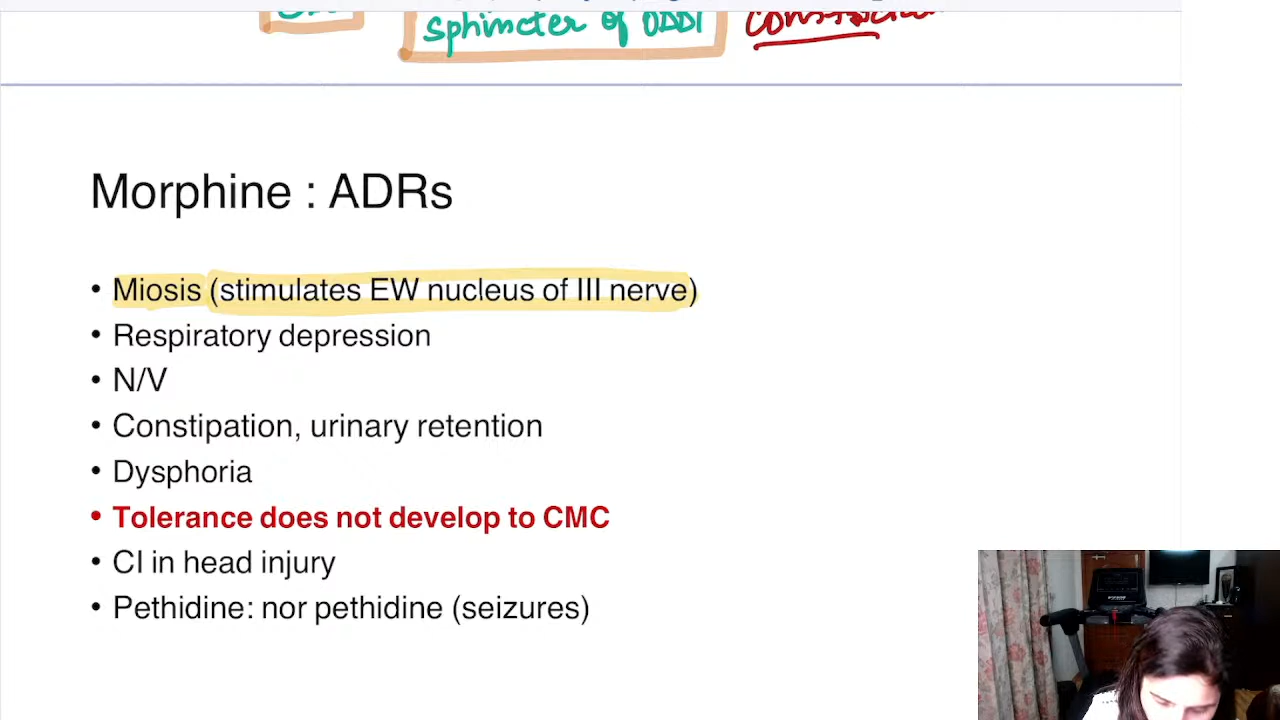 sphincter of ODDI
Morphine : ADRs
• Miosis (stimulates EW nucleus of III nerve)
• Respiratory depression
• N/V
• Constipation, urinary retention
• Dysphoria
• Tolerance does not develop to CMC
• CI in head injury
• Pethidine: nor pethidine (seizures)